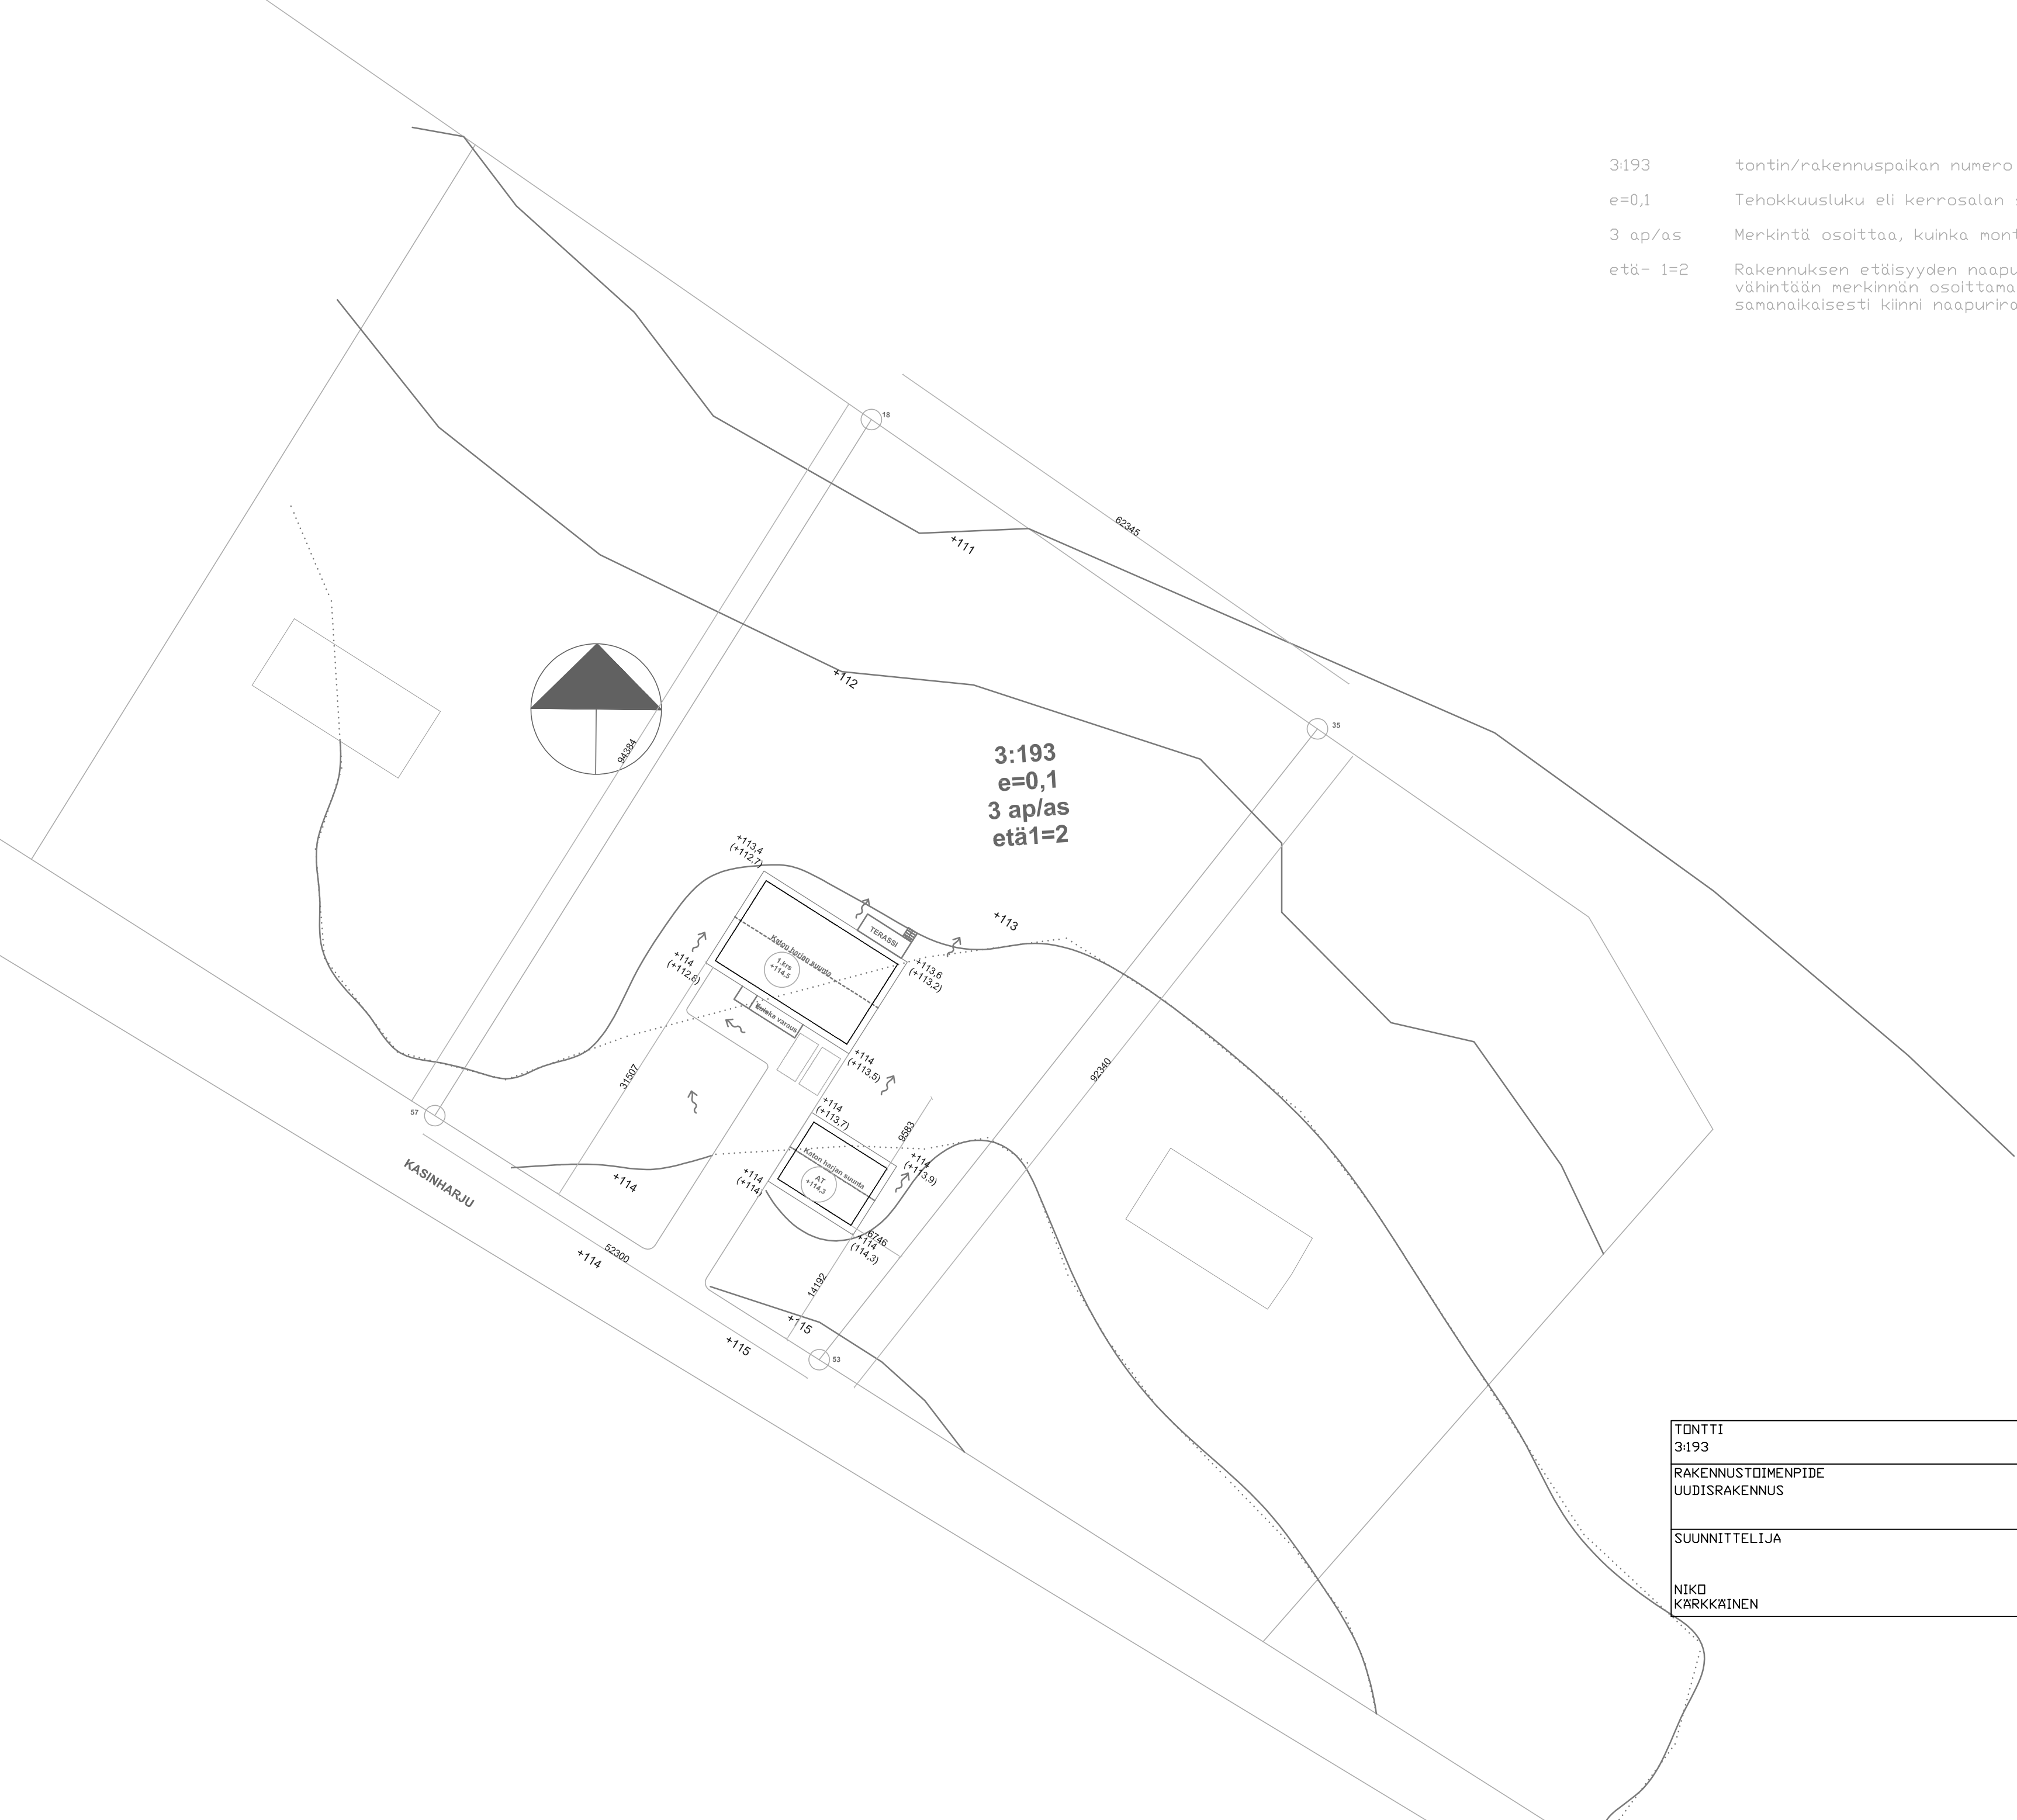 3:193 tontin/rakennuspaikan numero
e=0,1 Tehokkuusluku eli kerrosalan
3 ap/as Merkintä osoittaa, kuinka mont
etä- 1=2 Rakennuksen etäisyyden naapu
vähintään merkinnän osoittama
samanaikaisesti kiinni naapurira
18
62345
+111
+112
35
94384
3:193
e=0,1
3 ap/as
etä1=2
+113,4
(+112,7)
+113
TERASSI
Katon harjan suunta
1.krs
+114,5
+114
(+112,8)
+113,6
(+113,2)
varaus
+114
(+113,5)
31507
92340
57
+114
(+113,7)
9583
KASINHARJU
+114
+114
(+114)
Katon harjan suunta
AT
+114,3
+114
(+113,9)
6746
+114
(114,3)
52300
+114
14192
+115
+115
53
TONTTI
3:193
RAKENNUSTOIMENPIDE
UUDISRAKENNUS
SUUNNITTELIJA
NIKO
KÄRKKÄINEN